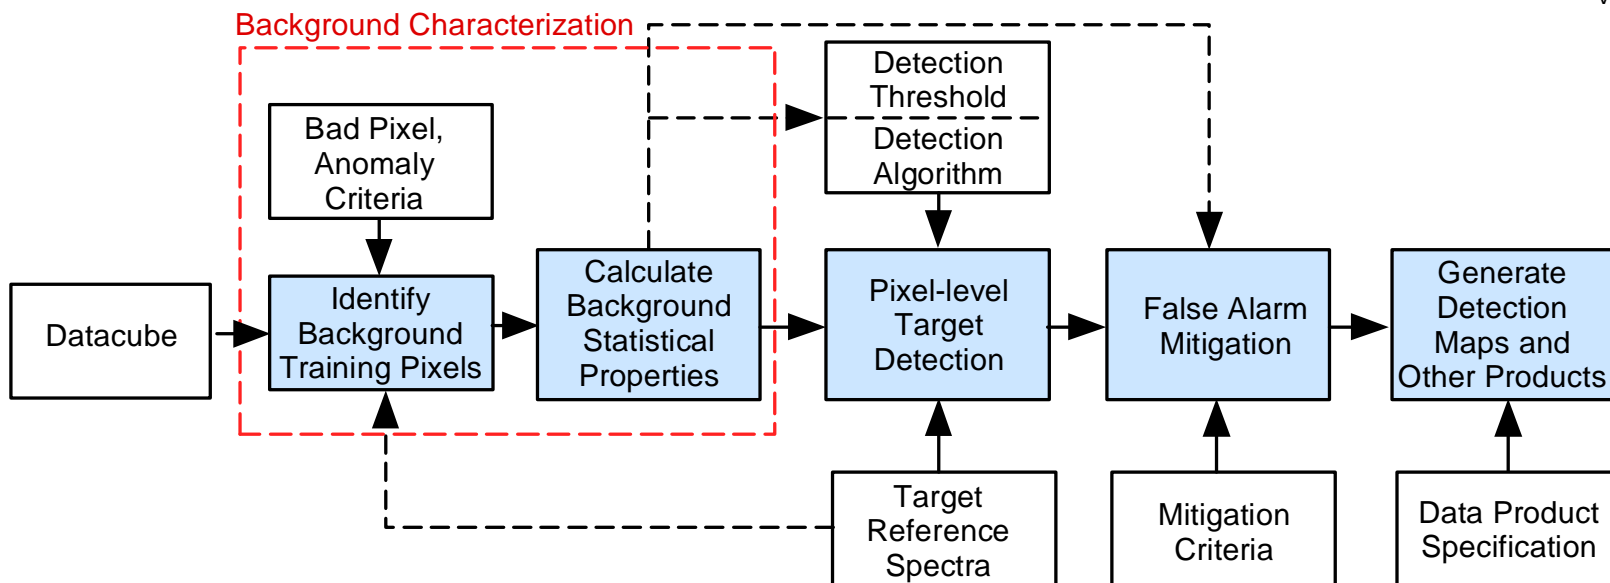 Background Characterization
Detection
Threshold
Detection
Algorithm
Bad Pixel,
Anomaly
Criteria
Datacube
Identify
Background
Training Pixels
Calculate
Background
Statistical
Properties
Pixel-level
Target
Detection
False Alarm
Mitigation
Generate
Detection
Maps and
Other Products
Target
Reference
Spectra
Mitigation
Criteria
Data Product
Specification